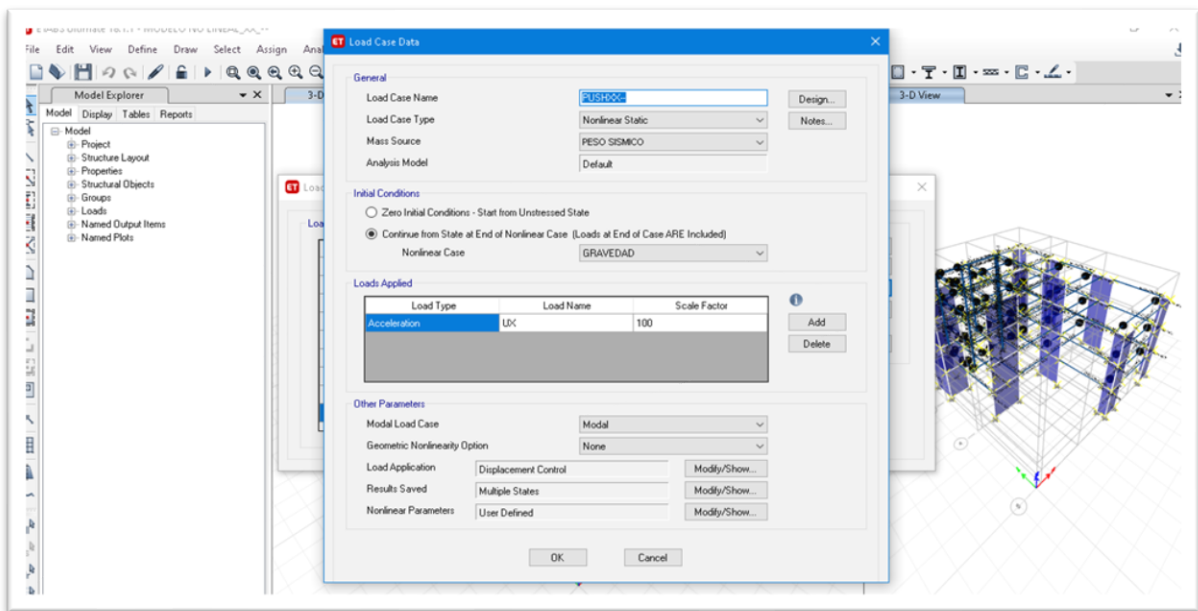 File Edit View Define Draw Select Assign
ET Load Case Data
Model Explorer
3-D View
Model Display Tables Reports
Model
Project
Structure Layout
Properties
Structural Objects
Groups
Loads
Named Output Items
Named Plots
General
Load Case Name
Design...
Load Case Type Nonlinear Static Notes...
Mass Source PESO SISMICO
Analysis Model Default
Initial Conditions
Zero Initial Conditions - Start from Unstressed State
Continue from State at End of Nonlinear Case (Loads at End of Case ARE Included)
Nonlinear Case GRAVEDAD
Loads Applied
Load Type Load Name Scale Factor
Acceleration UX 100
Add
Delete
Other Parameters
Modal Load Case Modal
Geometric Nonlinearity Option None
Load Application Displacement Control Modify/Show...
Results Saved Multiple States Modify/Show...
Nonlinear Parameters User Defined Modify/Show...
OK Cancel